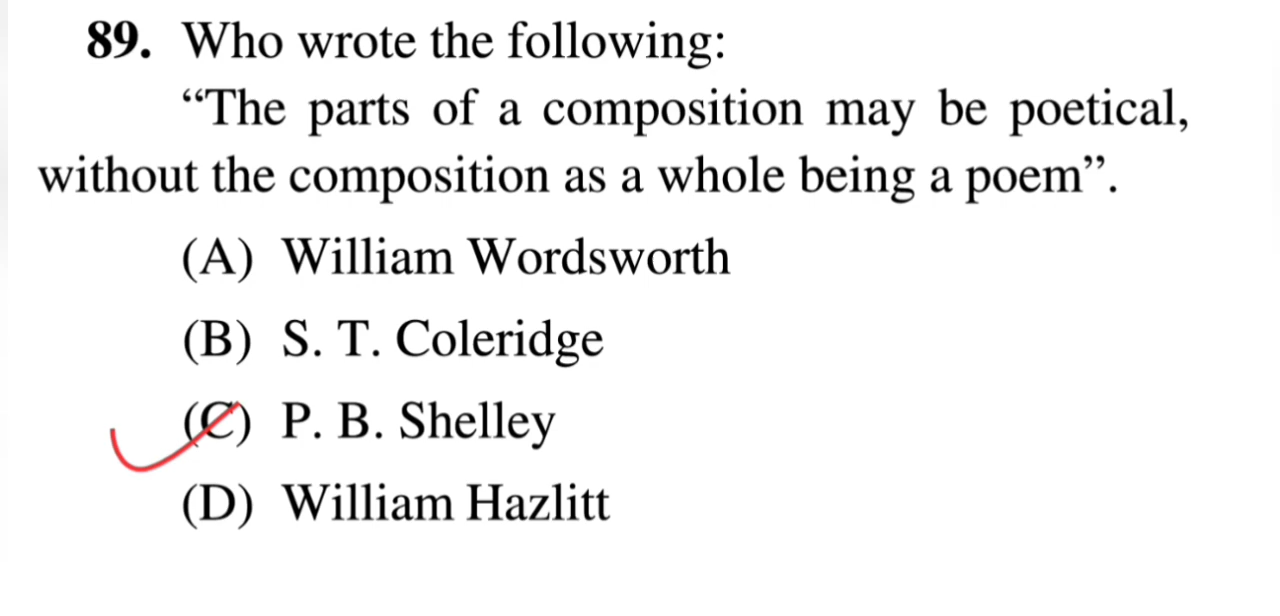 89. Who wrote the following:
“The parts of a composition may be poetical,
without the composition as a whole being a poem”.
(A) William Wordsworth
(B) S. T. Coleridge
(C) P. B. Shelley
(D) William Hazlitt